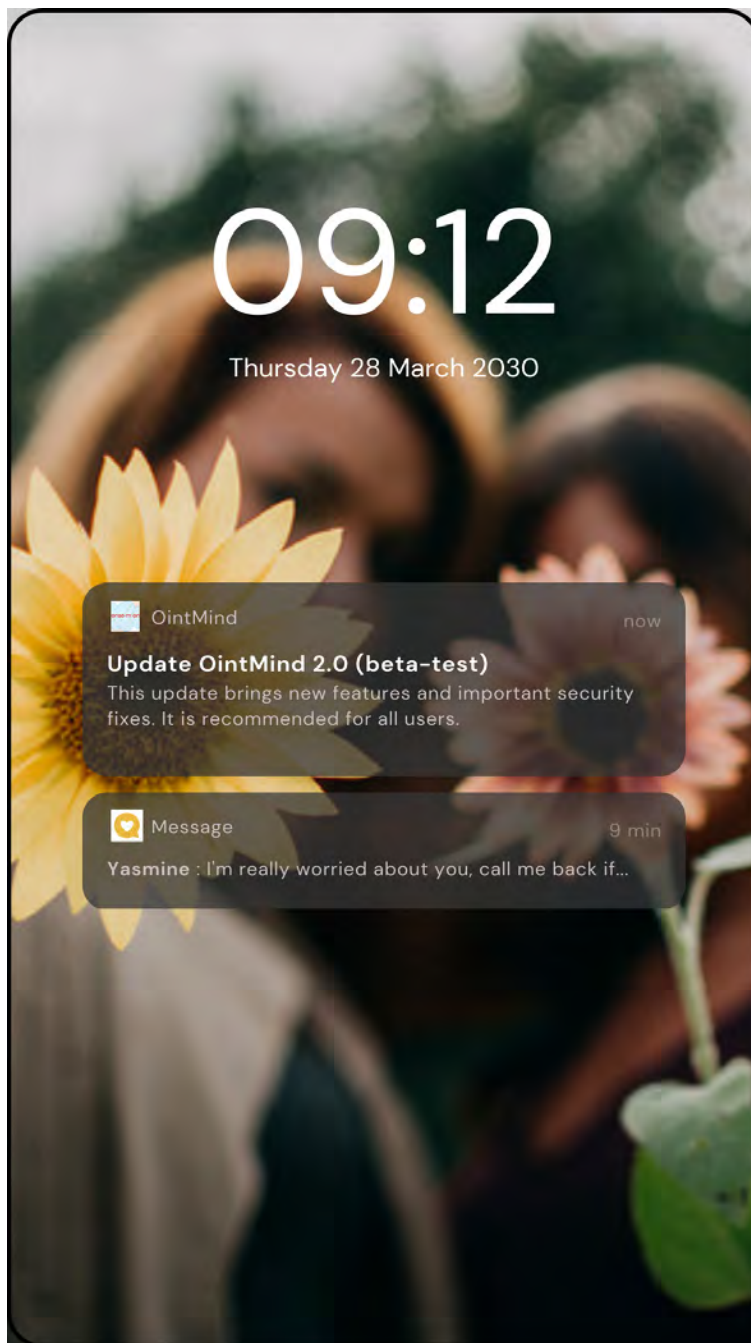 09:12
Thursday 28 March 2030
OintMind
now
Update OintMind 2.0 (beta-test)
This update brings new features and important security
fixes. It is recommended for all users.
Message
9 min
Yasmine : I'm really worried about you, call me back if...